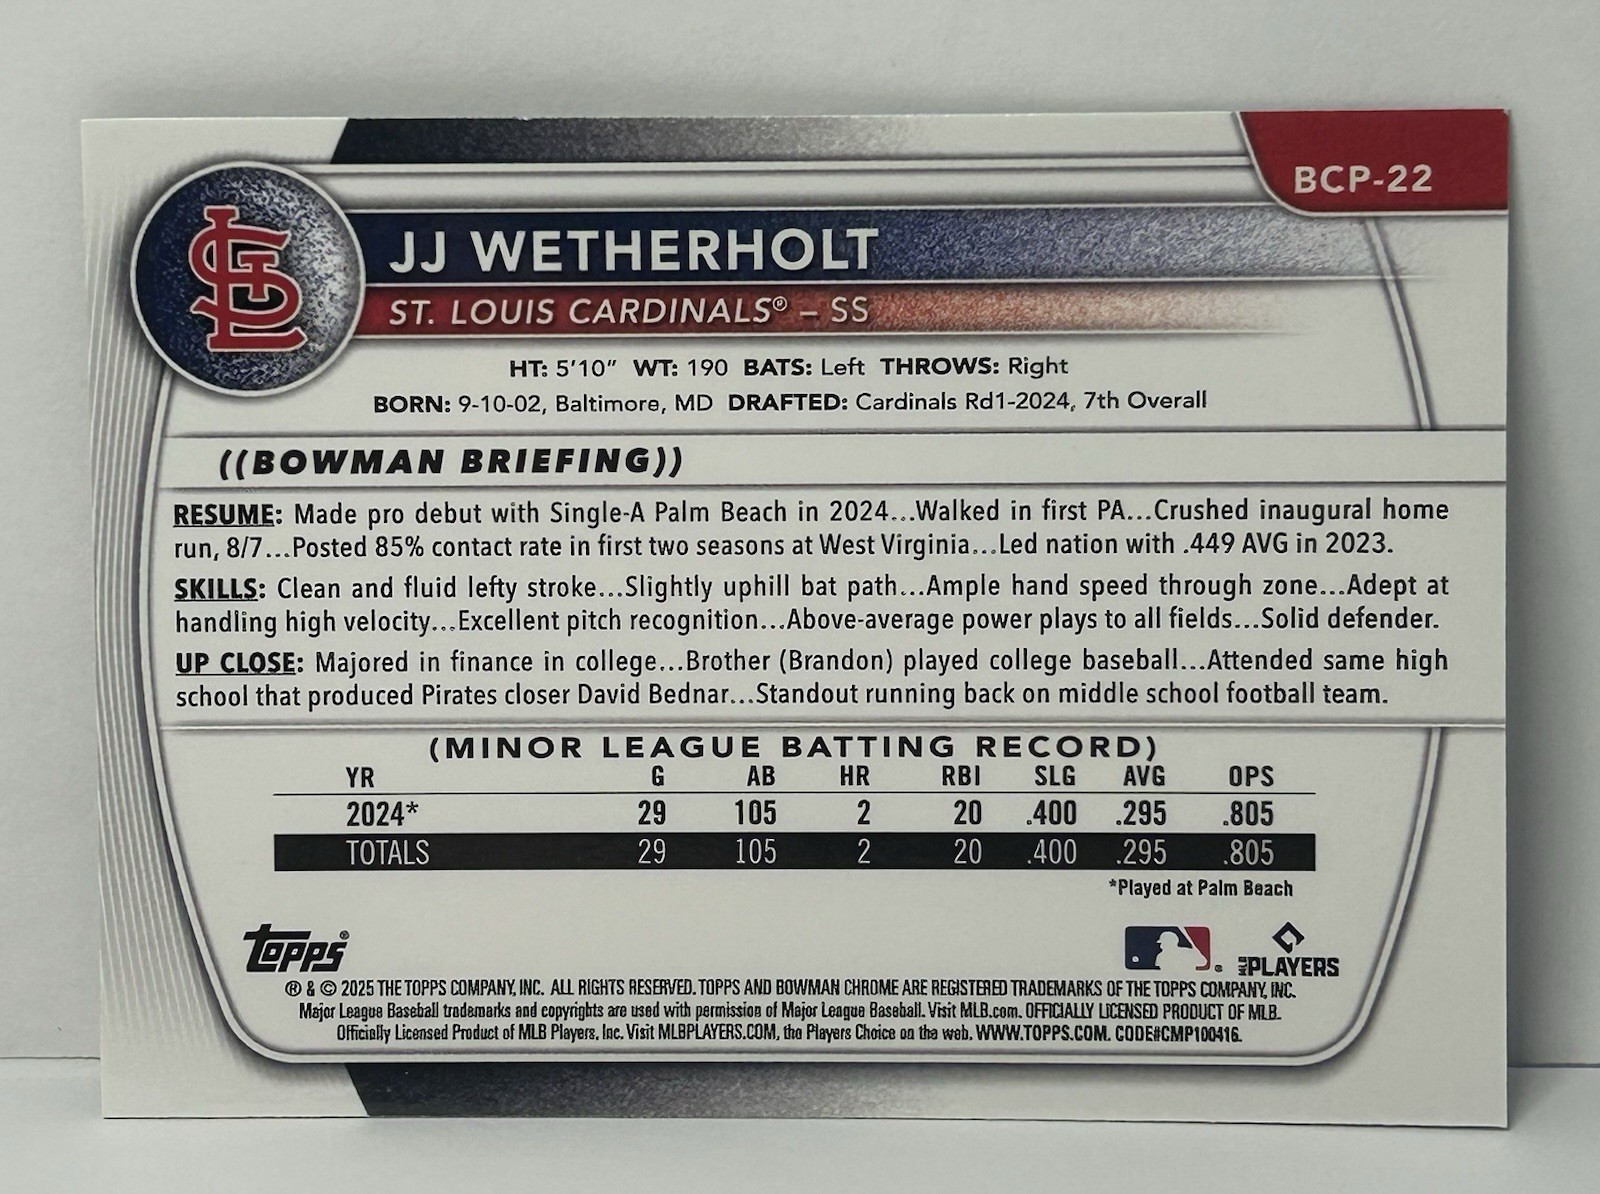 BCP-22
STL
JJ WETHERHOLT
ST. LOUIS CARDINALS® – SS
HT: 5'10" WT: 190 BATS: Left THROWS: Right
BORN: 9-10-02, Baltimore, MD DRAFTED: Cardinals Rd1-2024, 7th Overall
((BOWMAN BRIEFING))
RESUME: Made pro debut with Single-A Palm Beach in 2024...Walked in first PA...Crushed inaugural home
run, 8/7...Posted 85% contact rate in first two seasons at West Virginia...Led nation with .449 AVG in 2023.
SKILLS: Clean and fluid lefty stroke...Slightly uphill bat path...Ample hand speed through zone...Adept at
handling high velocity...Excellent pitch recognition...Above-average power plays to all fields...Solid defender.
UP CLOSE: Majored in finance in college...Brother (Brandon) played college baseball...Attended same high
school that produced Pirates closer David Bednar...Standout running back on middle school football team.
(MINOR LEAGUE BATTING RECORD)
YR G AB HR RBI SLG AVG OPS
2024* 29 105 2 20 .400 .295 .805
TOTALS 29 105 2 20 .400 .295 .805
*Played at Palm Beach
Topps®
®
MLB PLAYERS
® & © 2025 THE TOPPS COMPANY, INC. ALL RIGHTS RESERVED. TOPPS AND BOWMAN CHROME ARE REGISTERED TRADEMARKS OF THE TOPPS COMPANY, INC.
Major League Baseball trademarks and copyrights are used with permission of Major League Baseball. Visit MLB.com. OFFICIALLY LICENSED PRODUCT OF MLB.
Officially Licensed Product of MLB Players, Inc. Visit MLBPLAYERS.COM, the Players Choice on the web. WWW.TOPPS.COM. CODE#CMP100416.